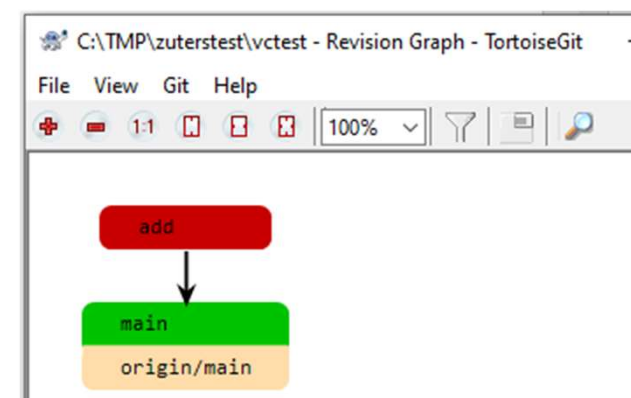 C:\TMP\zuterstest\vctest - Revision Graph - TortoiseGit
File View Git Help
1:1 100%
add
main
origin/main